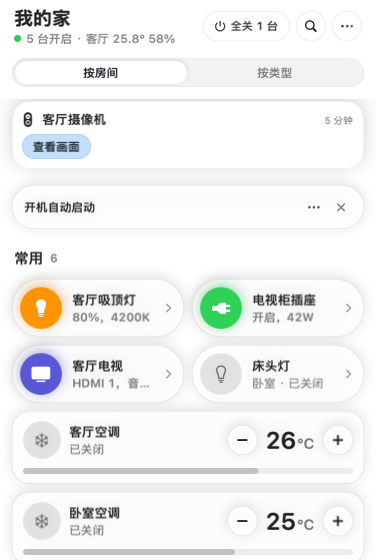 我的家
5 台开启 · 客厅 25.8° 58%
全关 1 台
按房间
按类型
客厅摄像机
5 分钟
查看画面
开机自动启动
常用 6
客厅吸顶灯
80%，4200K
电视柜插座
开启，42W
客厅电视
HDMI 1，音...
床头灯
卧室 · 已关闭
客厅空调
已关闭
26°C
卧室空调
已关闭
25°C